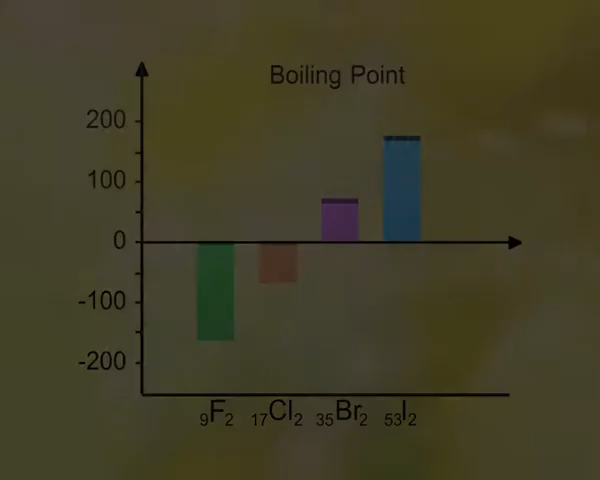 Boiling Point
200
100
0
-100
-200
₉F₂ ₁₇Cl₂ ₃₅Br₂ ₅₃I₂